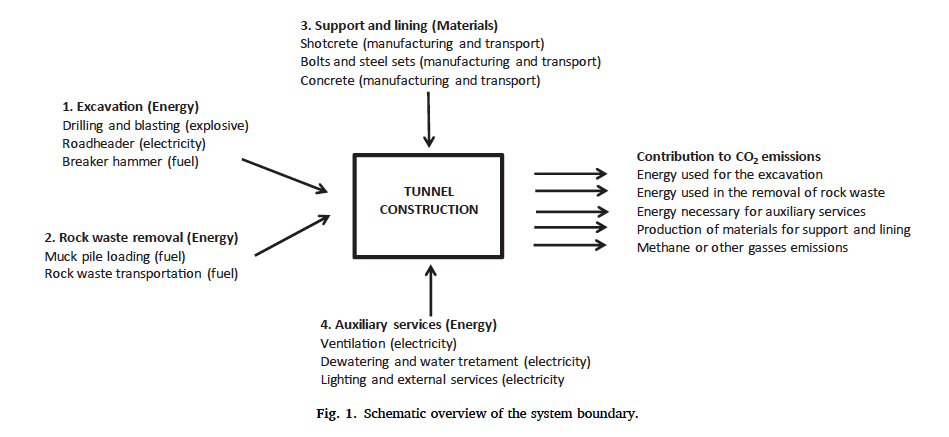 3. Support and lining (Materials)
Shotcrete (manufacturing and transport)
Bolts and steel sets (manufacturing and transport)
Concrete (manufacturing and transport)
1. Excavation (Energy)
Drilling and blasting (explosive)
Roadheader (electricity)
Breaker hammer (fuel)
TUNNEL
CONSTRUCTION
Contribution to CO₂ emissions
Energy used for the excavation
Energy used in the removal of rock waste
Energy necessary for auxiliary services
Production of materials for support and lining
Methane or other gasses emissions
2. Rock waste removal (Energy)
Muck pile loading (fuel)
Rock waste transportation (fuel)
4. Auxiliary services (Energy)
Ventilation (electricity)
Dewatering and water tretament (electricity)
Lighting and external services (electricity
Fig. 1. Schematic overview of the system boundary.